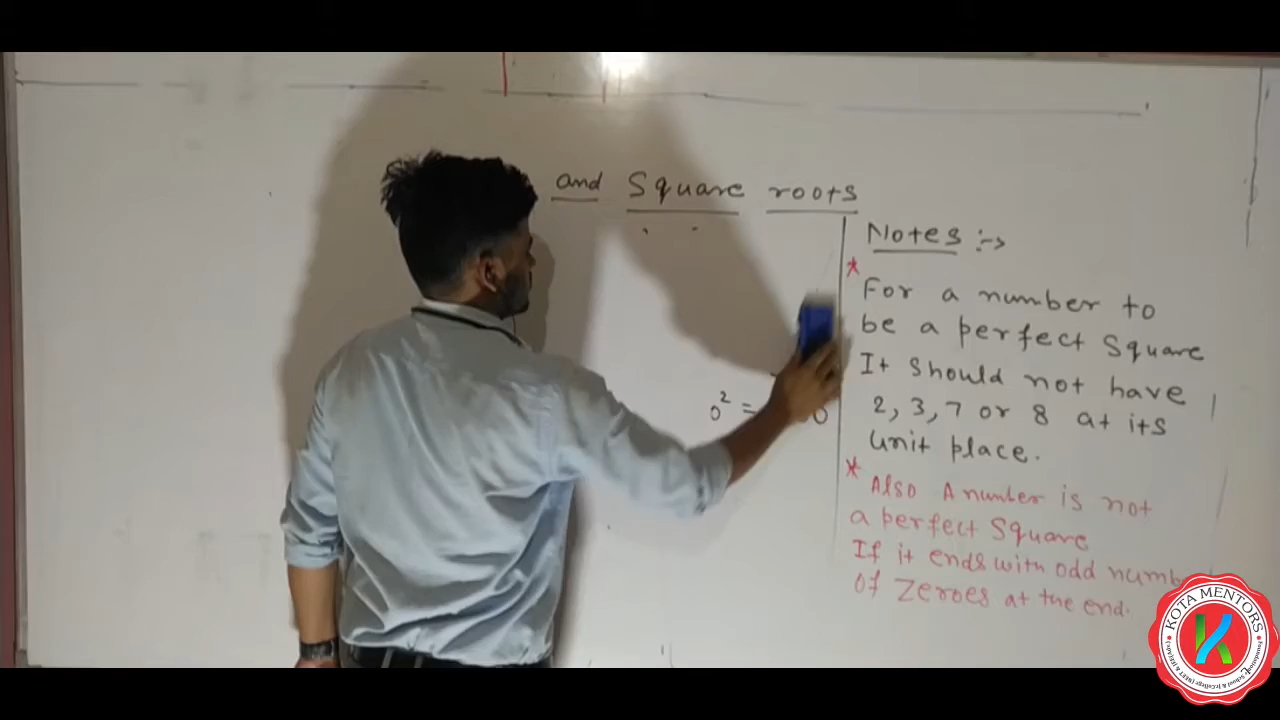 and Square roots
Notes :->
* For a number to
be a perfect Square
It should not have
2, 3, 7 or 8 at its
unit place.
* Also A number is not
a perfect Square
If it ends with odd
of Zeroes at the end.
0² = 0
KOTA MENTORS